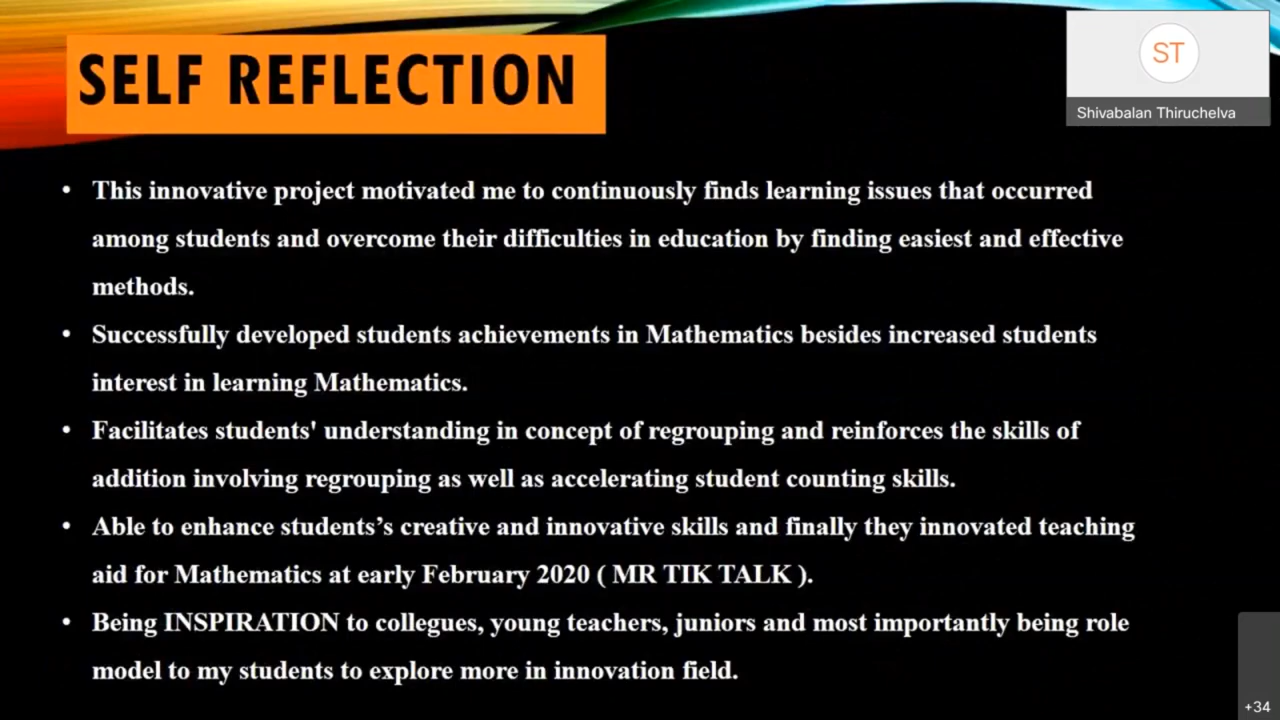 SELF REFLECTION
ST
Shivabalan Thiruchelva
• This innovative project motivated me to continuously finds learning issues that occurred
among students and overcome their difficulties in education by finding easiest and effective
methods.
• Successfully developed students achievements in Mathematics besides increased students
interest in learning Mathematics.
• Facilitates students' understanding in concept of regrouping and reinforces the skills of
addition involving regrouping as well as accelerating student counting skills.
• Able to enhance students’s creative and innovative skills and finally they innovated teaching
aid for Mathematics at early February 2020 ( MR TIK TALK ).
• Being INSPIRATION to collegues, young teachers, juniors and most importantly being role
model to my students to explore more in innovation field.
+34